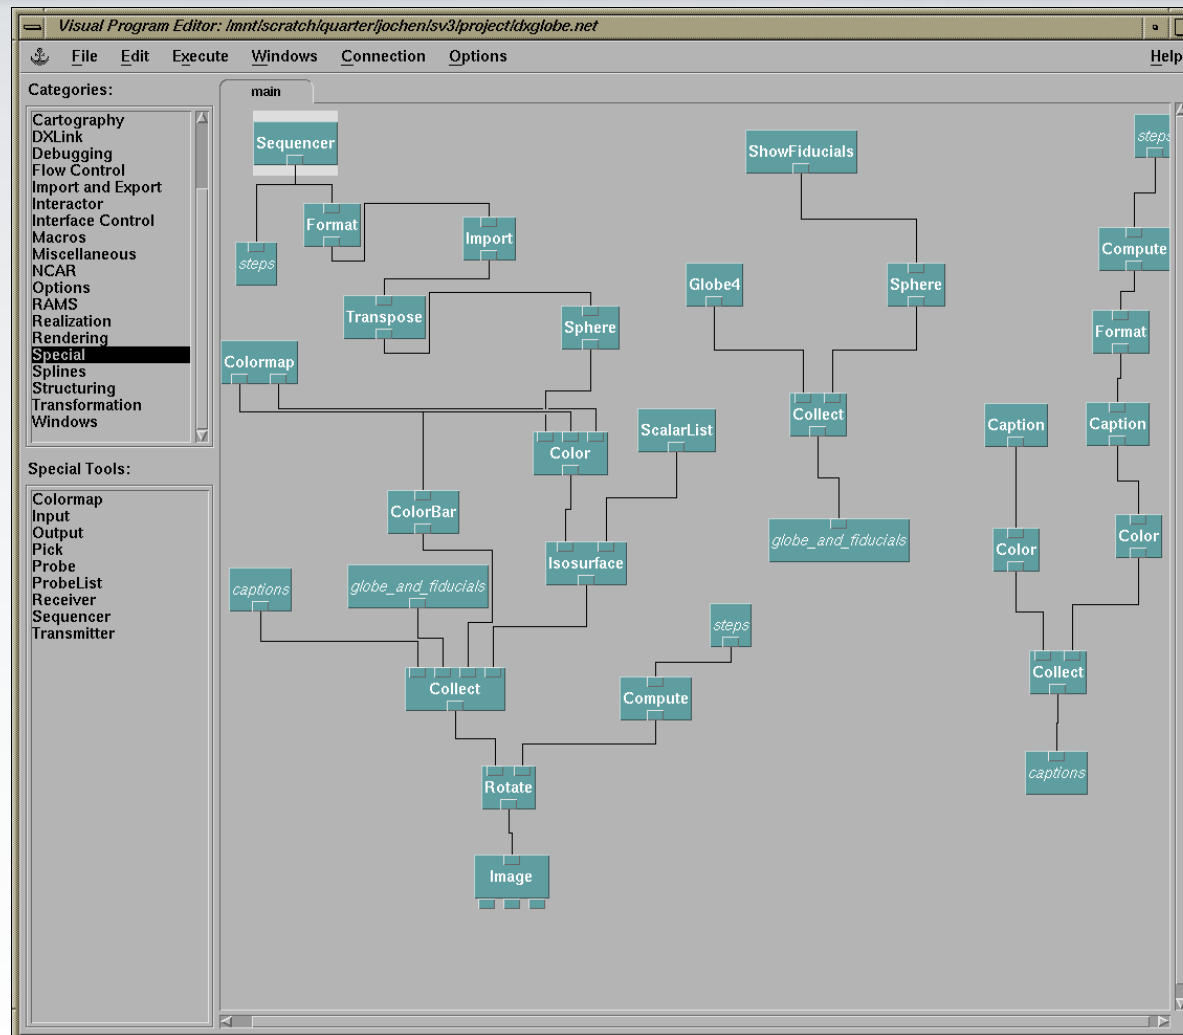 Visual Program Editor: /mnt/scratch/quarter/jochen/sv3/project/dxglobe.net
File Edit Execute Windows Connection Options Help
Categories:
Cartography
DXLink
Debugging
Flow Control
Import and Export
Interactor
Interface Control
Macros
Miscellaneous
NCAR
Options
RAMS
Realization
Rendering
Special
Splines
Structuring
Transformation
Windows
Special Tools:
Colormap
Input
Output
Pick
Probe
ProbeList
Receiver
Sequencer
Transmitter
main
Sequencer
ShowFiducials
steps
Format
Import
Compute
steps
Globe4
Sphere
Transpose
Sphere
Format
Colormap
Collect
ScalarList
Caption
Caption
Color
ColorBar
globe_and_fiducials
Color
Color
Isosurface
captions
globe_and_fiducials
steps
Collect
Collect
Compute
captions
Rotate
Image